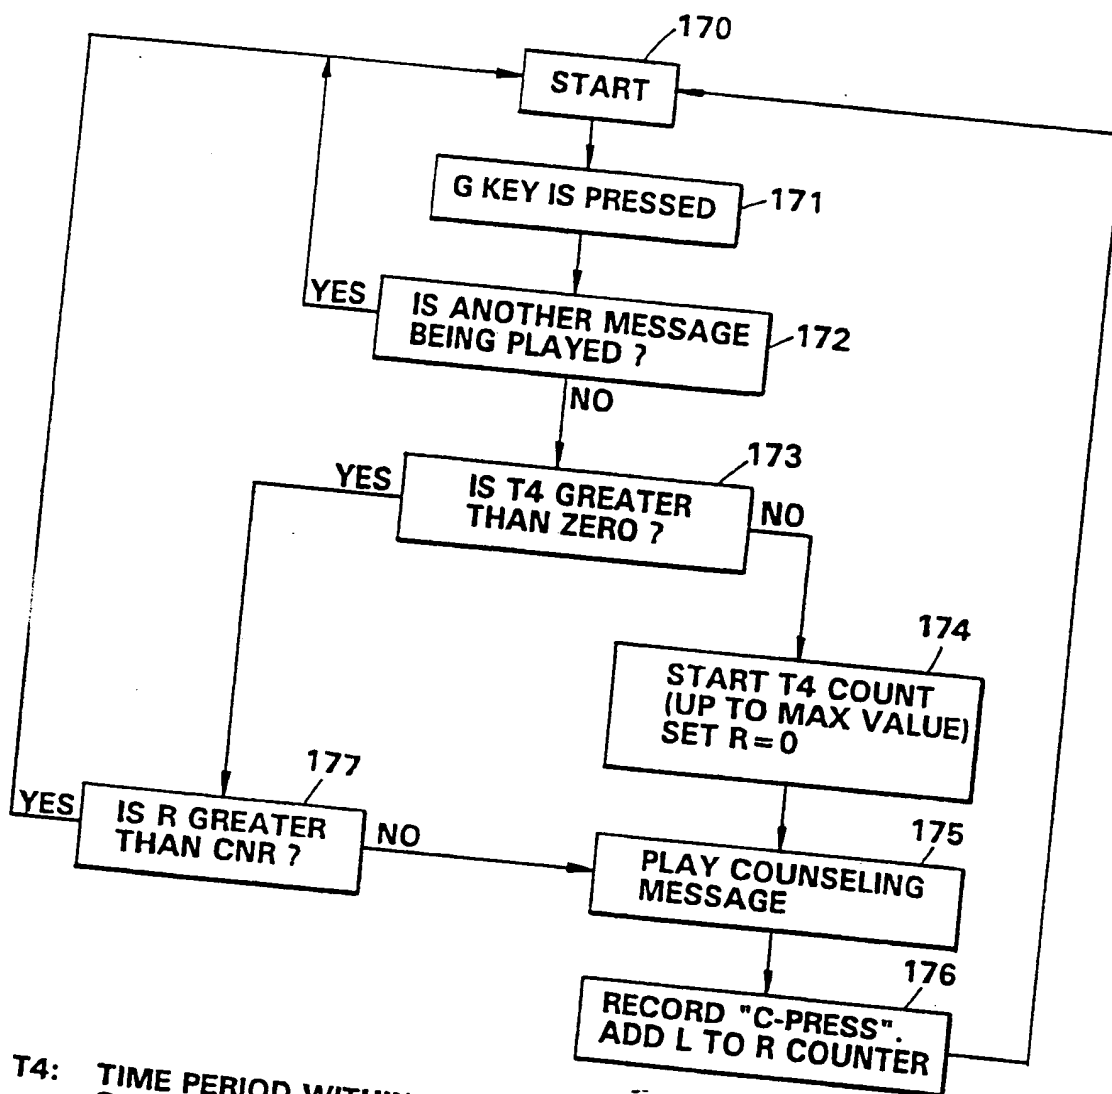 170
START
G KEY IS PRESSED
171
YES
IS ANOTHER MESSAGE
BEING PLAYED ?
172
NO
173
YES
IS T4 GREATER
THAN ZERO ?
NO
174
START T4 COUNT
(UP TO MAX VALUE)
SET R=0
177
YES
IS R GREATER
THAN CNR ?
NO
175
PLAY COUNSELING
MESSAGE
176
RECORD "C-PRESS".
ADD L TO R COUNTER
T4: TIME PERIOD WITHIN